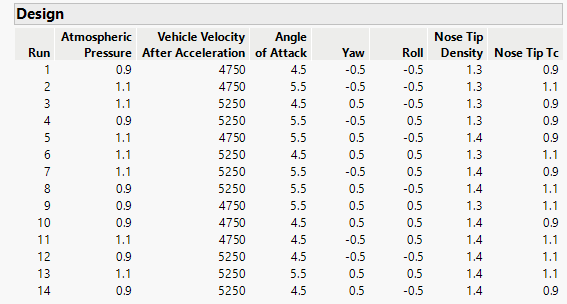 Design
Atmospheric Vehicle Velocity Angle Nose Tip
Run Pressure After Acceleration of Attack Yaw Roll Density Nose Tip Tc
1 0.9 4750 4.5 -0.5 -0.5 1.3 0.9
2 1.1 4750 5.5 -0.5 -0.5 1.3 1.1
3 1.1 5250 4.5 0.5 -0.5 1.3 0.9
4 0.9 5250 5.5 -0.5 0.5 1.3 0.9
5 1.1 4750 5.5 0.5 -0.5 1.4 0.9
6 1.1 5250 4.5 0.5 0.5 1.3 1.1
7 1.1 5250 5.5 -0.5 0.5 1.4 0.9
8 0.9 5250 5.5 0.5 -0.5 1.4 1.1
9 0.9 4750 5.5 0.5 0.5 1.3 1.1
10 0.9 4750 4.5 0.5 0.5 1.4 0.9
11 1.1 4750 4.5 -0.5 0.5 1.4 1.1
12 0.9 5250 4.5 -0.5 -0.5 1.4 1.1
13 1.1 5250 5.5 0.5 0.5 1.4 1.1
14 0.9 5250 4.5 0.5 -0.5 1.4 0.9